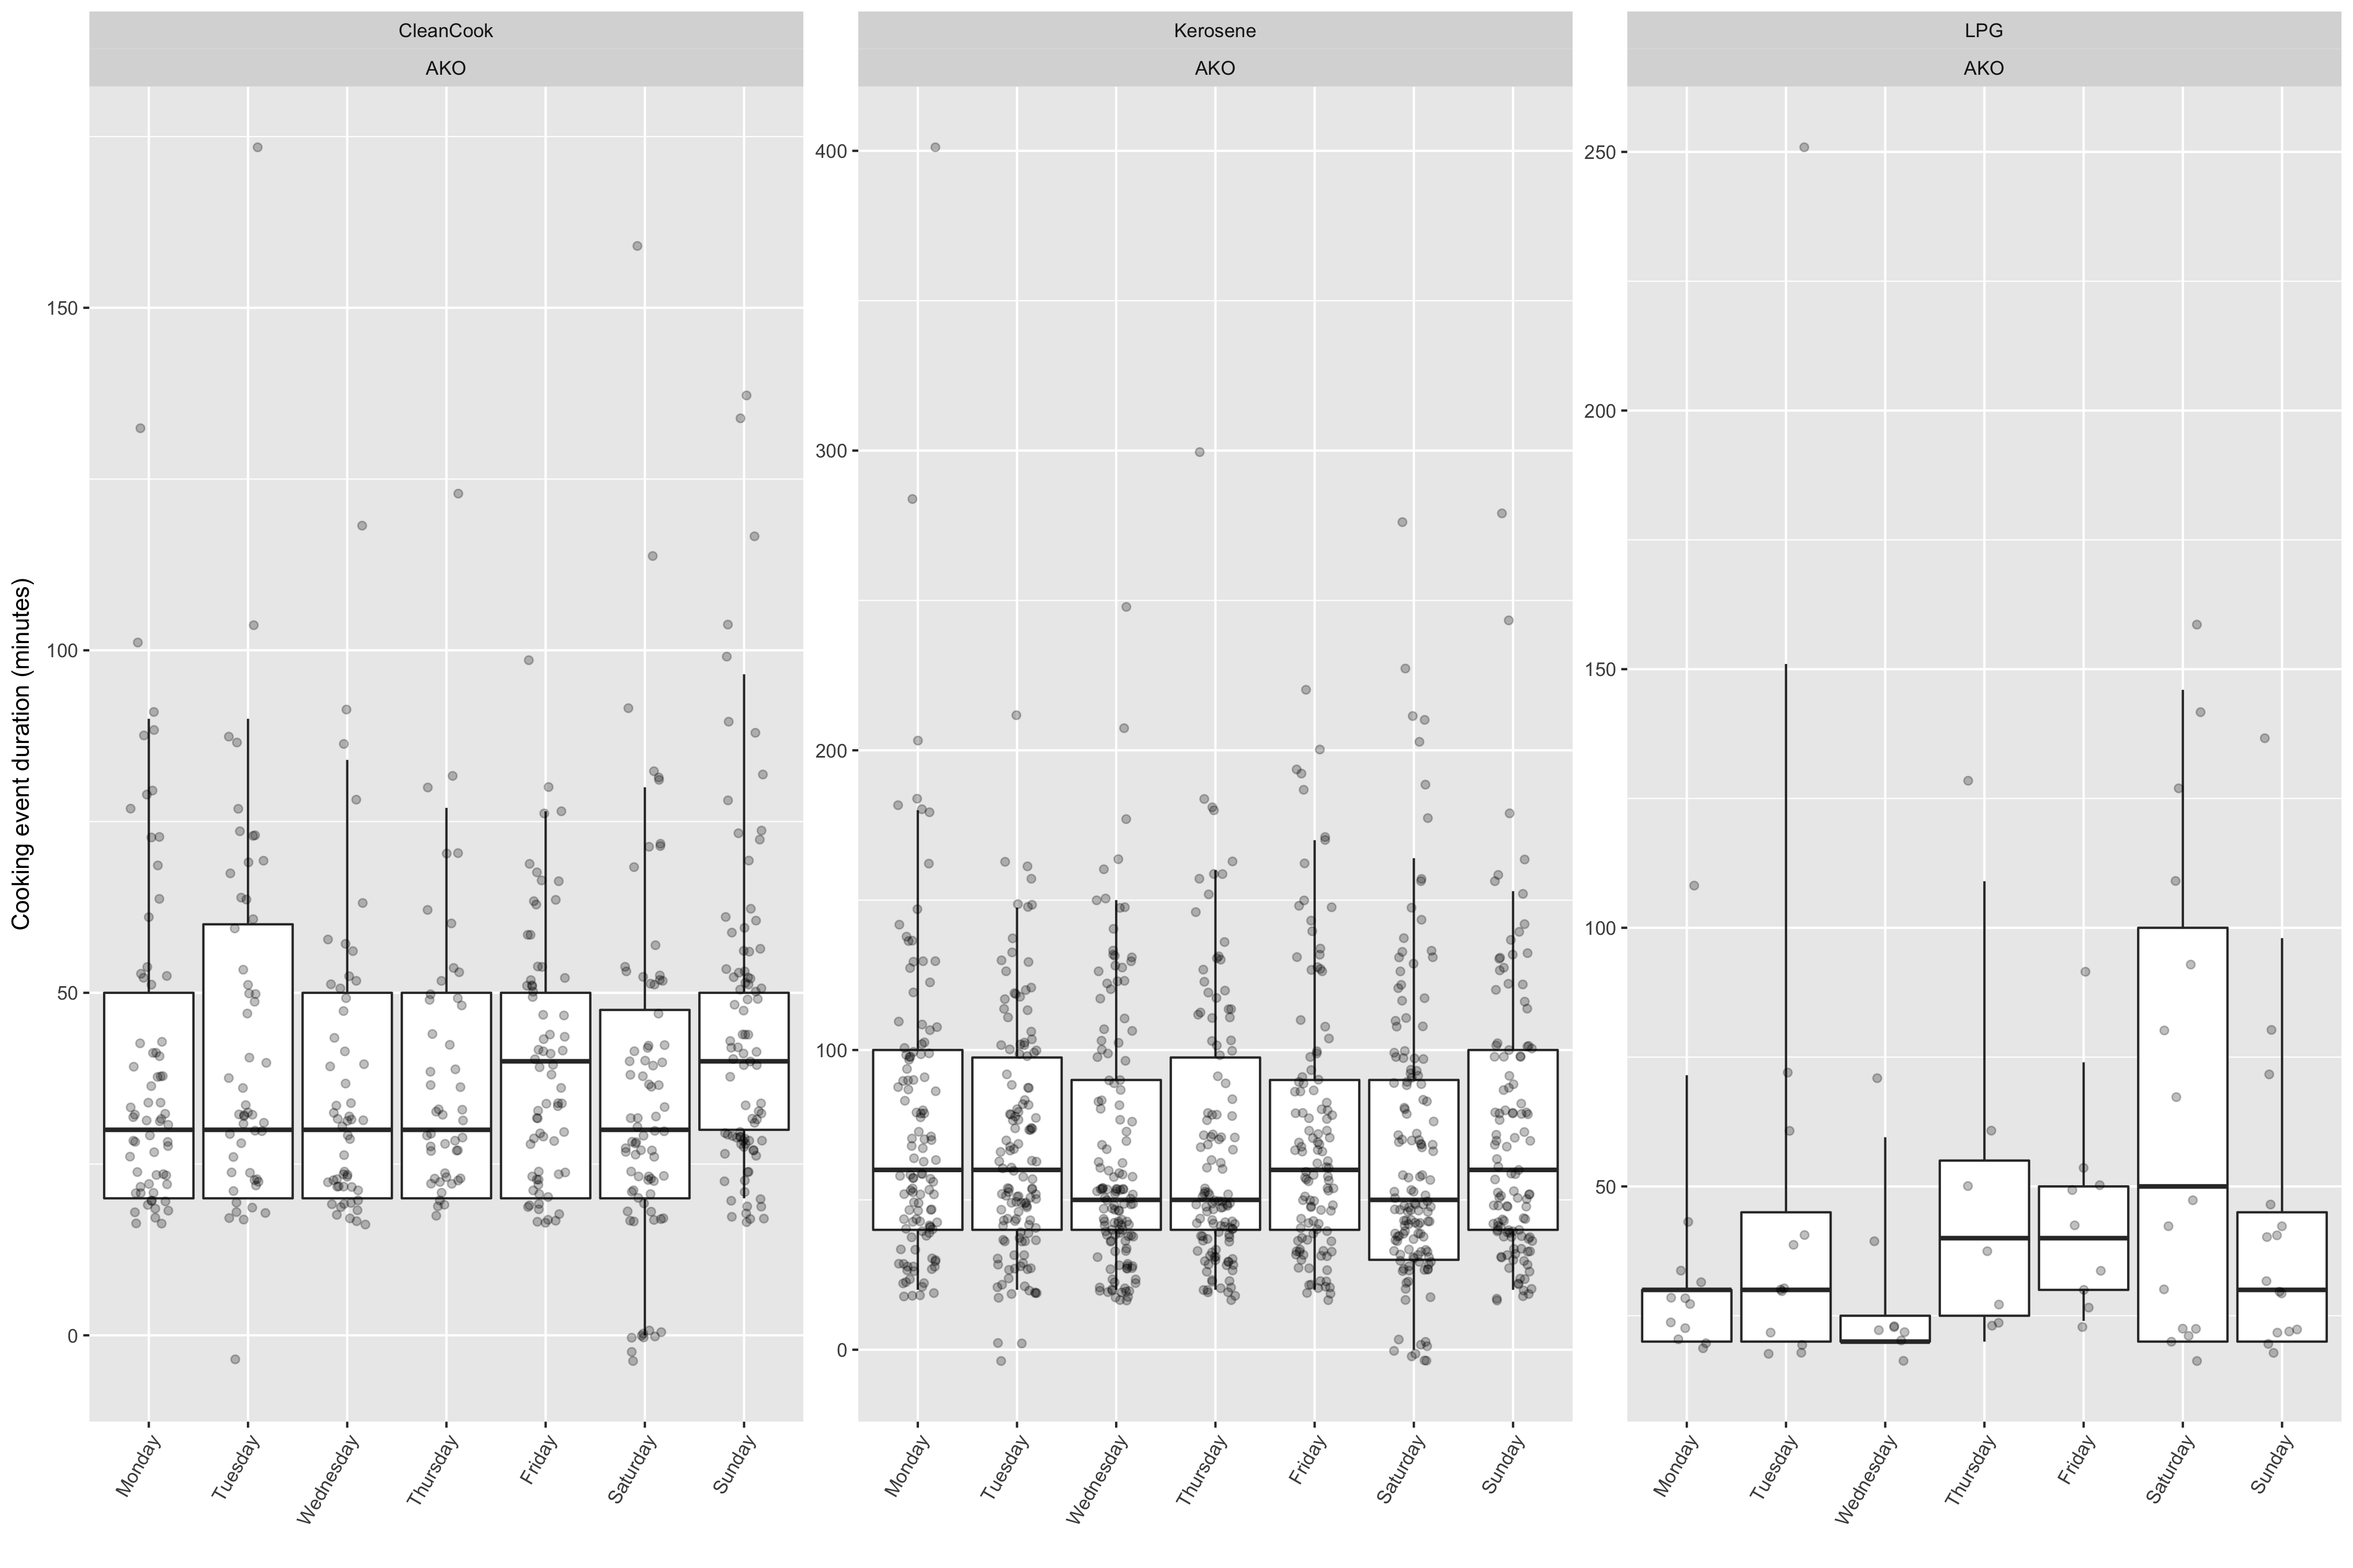 CleanCook
Kerosene
LPG
AKO
AKO
AKO
Cooking event duration (minutes)
150
100
50
0
400
300
200
100
0
250
200
150
100
50
Monday
Tuesday
Wednesday
Thursday
Friday
Saturday
Sunday
Monday
Tuesday
Wednesday
Thursday
Friday
Saturday
Sunday
Monday
Tuesday
Wednesday
Thursday
Friday
Saturday
Sunday